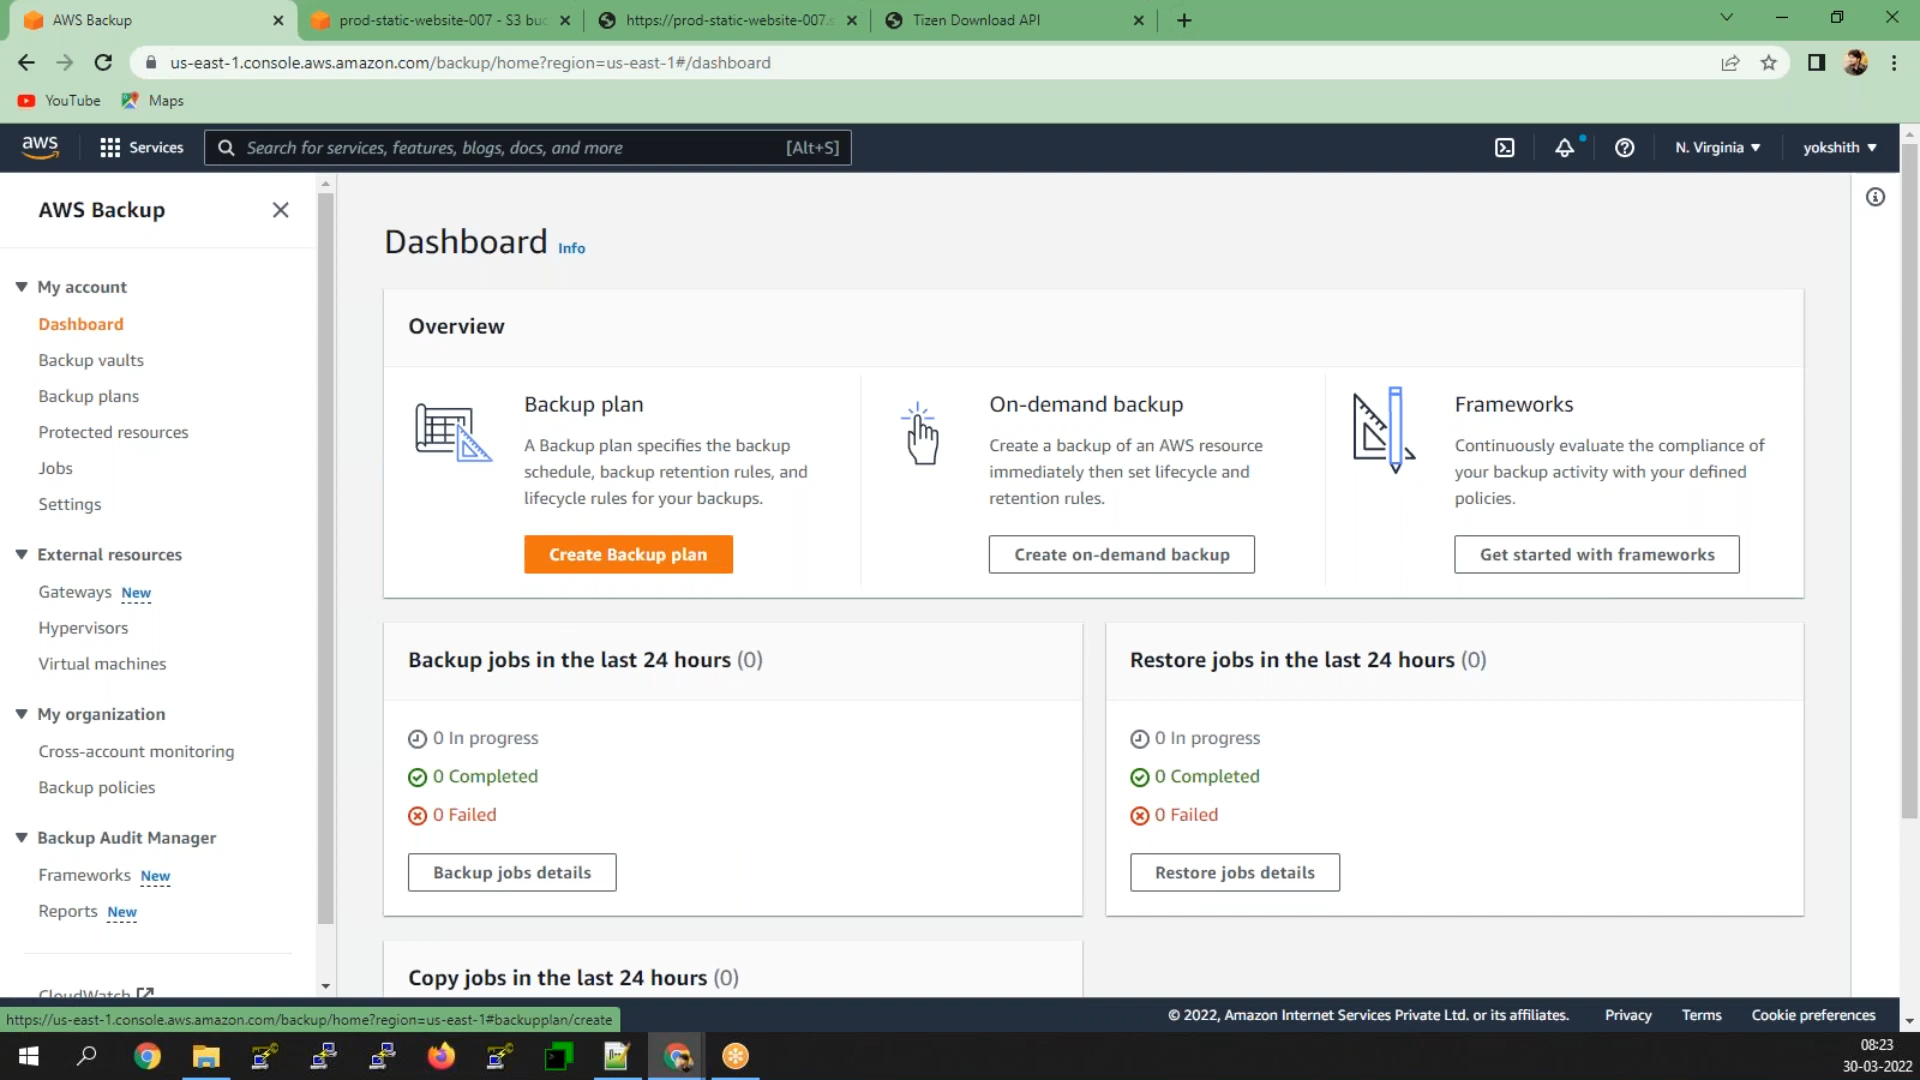 AWS Backup
prod-static-website-007 - S3 buc
https://prod-static-website-007.s
Tizen Download API
us-east-1.console.aws.amazon.com/backup/home?region=us-east-1#/dashboard
YouTube
Maps
aws
Services
Search for services, features, blogs, docs, and more
[Alt+S]
N. Virginia
yokshith
AWS Backup
My account
Dashboard
Backup vaults
Backup plans
Protected resources
Jobs
Settings
External resources
Gateways New
Hypervisors
Virtual machines
My organization
Cross-account monitoring
Backup policies
Backup Audit Manager
Frameworks New
Reports New
CloudWatch
Dashboard Info
Overview
Backup plan
A Backup plan specifies the backup
schedule, backup retention rules, and
lifecycle rules for your backups.
Create Backup plan
On-demand backup
Create a backup of an AWS resource
immediately then set lifecycle and
retention rules.
Create on-demand backup
Frameworks
Continuously evaluate the compliance of
your backup activity with your defined
policies.
Get started with frameworks
Backup jobs in the last 24 hours (0)
0 In progress
0 Completed
0 Failed
Backup jobs details
Restore jobs in the last 24 hours (0)
0 In progress
0 Completed
0 Failed
Restore jobs details
Copy jobs in the last 24 hours (0)
https://us-east-1.console.aws.amazon.com/backup/home?region=us-east-1#backupplan/create
© 2022, Amazon Internet Services Private Ltd. or its affiliates.
Privacy
Terms
Cookie preferences
08:23
30-03-2022